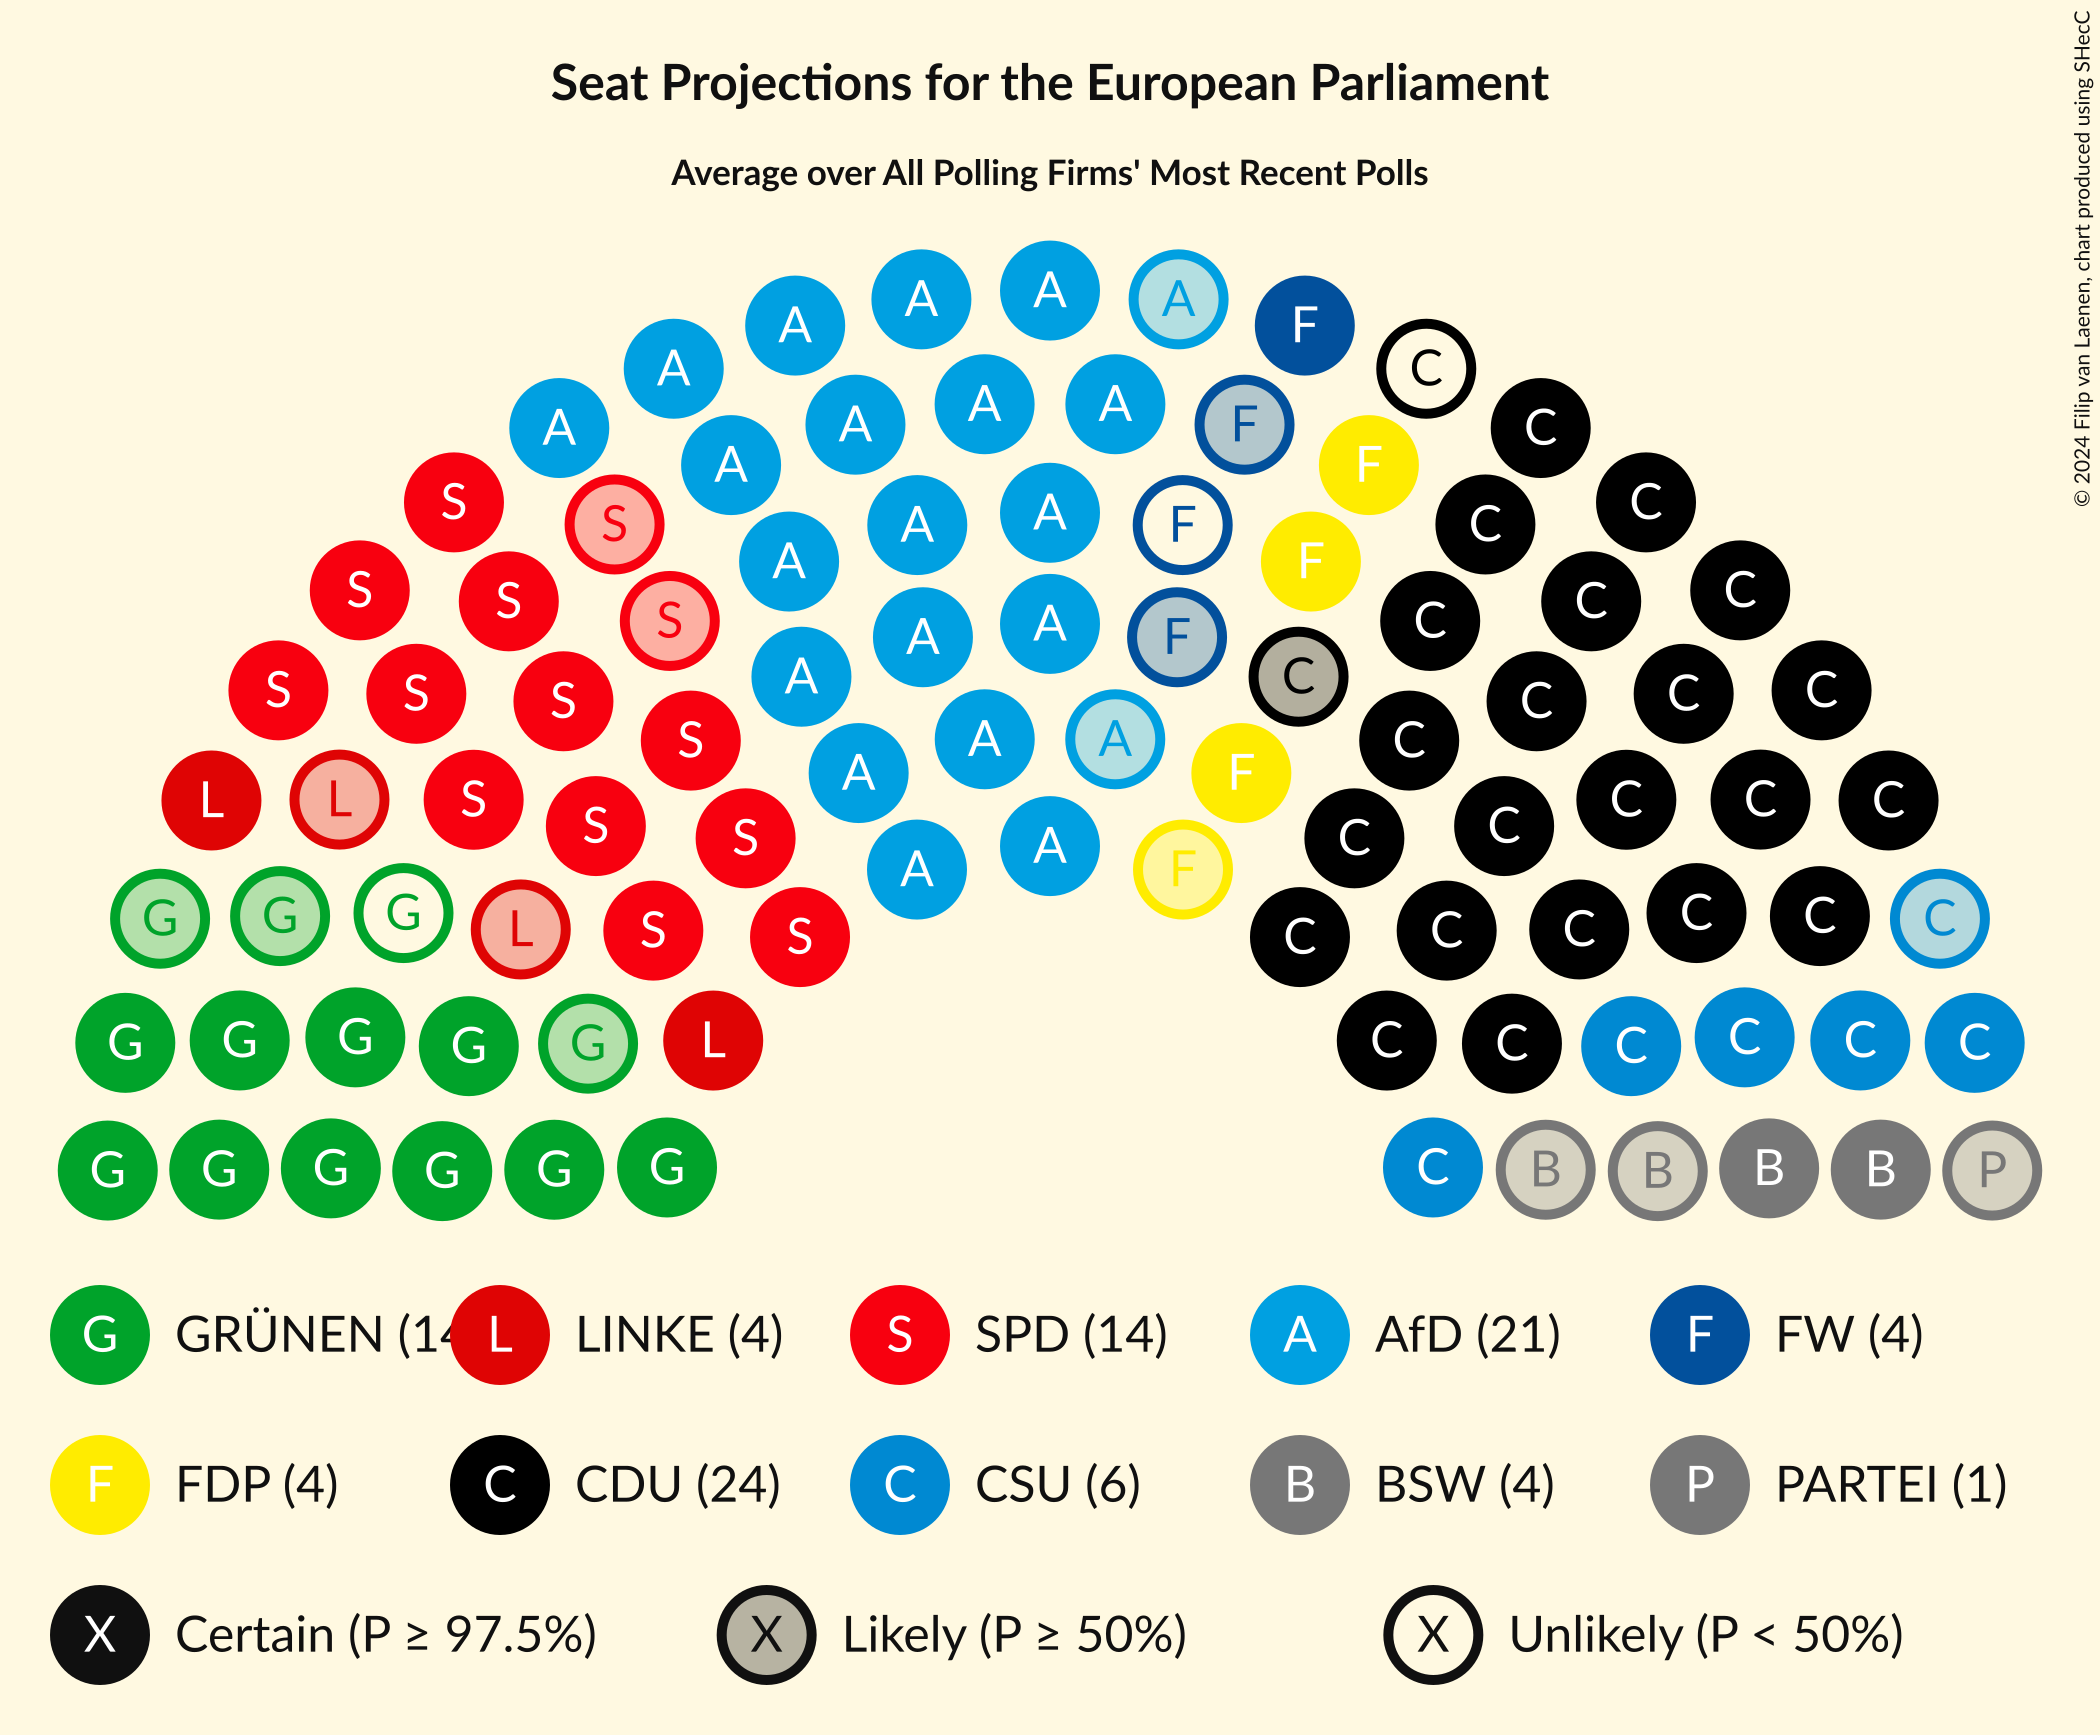 Seat Projections for the European Parliament
Average over All Polling Firms' Most Recent Polls
© 2024 Filip van Laenen, chart produced using SHecC
A A A A F
A A C
A A A F F
A C
S S A A A F F C C
S S A A A F C C C
S S S S A A C C C C
S A A F C
L L S S S A A F C C C C C
G G G L S S C C C C C C
G G G G G L C C C C C C
G G G G G G C B B B B P
G GRÜNEN (14 L LINKE (4) S SPD (14) A AfD (21) F FW (4)
F FDP (4) C CDU (24) C CSU (6) B BSW (4) P PARTEI (1)
X Certain (P ≥ 97.5%) X Likely (P ≥ 50%) X Unlikely (P < 50%)